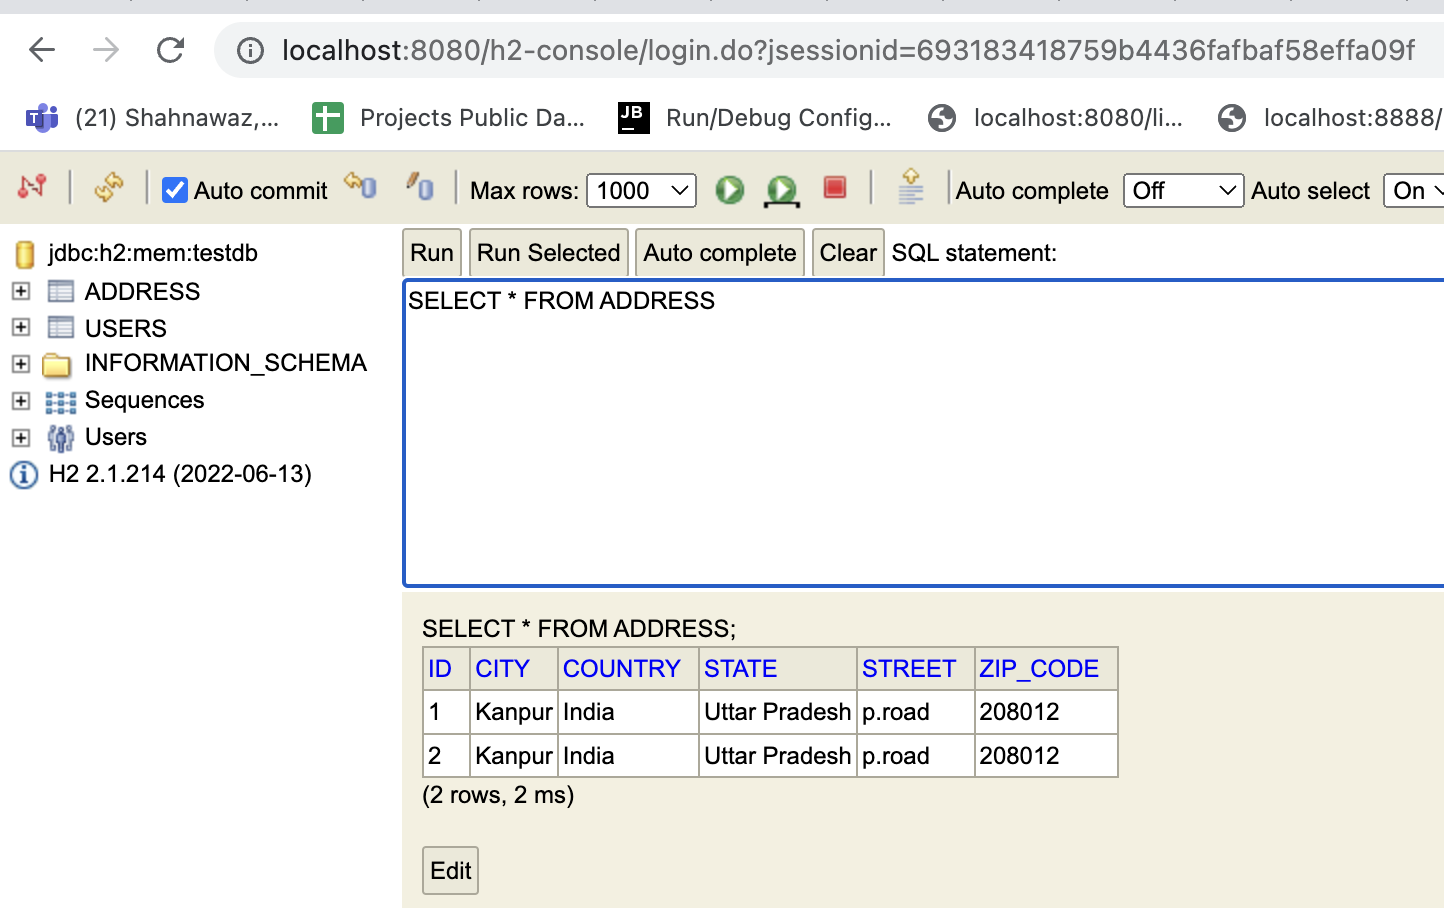 localhost:8080/h2-console/login.do?jsessionid=693183418759b4436fafbaf58effa09f
(21) Shahnawaz,... Projects Public Da... JB Run/Debug Config... localhost:8080/li... localhost:8888/
Auto commit Max rows: 1000 Auto complete Off Auto select On
jdbc:h2:mem:testdb
ADDRESS
USERS
INFORMATION_SCHEMA
Sequences
Users
H2 2.1.214 (2022-06-13)
Run Run Selected Auto complete Clear SQL statement:
SELECT * FROM ADDRESS
SELECT * FROM ADDRESS;
ID CITY COUNTRY STATE STREET ZIP_CODE
1 Kanpur India Uttar Pradesh p.road 208012
2 Kanpur India Uttar Pradesh p.road 208012
(2 rows, 2 ms)
Edit